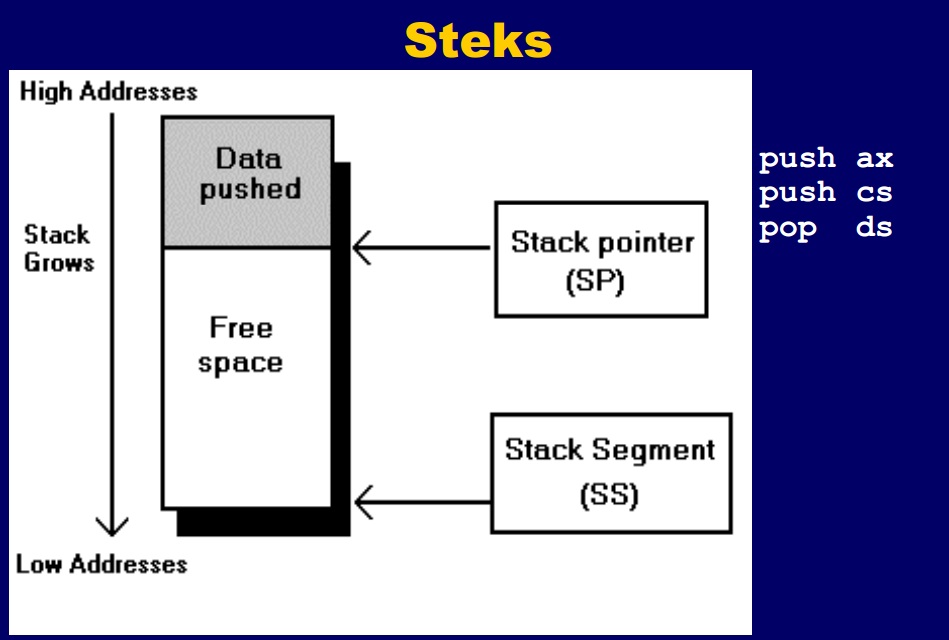 Steks
High Addresses
Data
pushed
Stack
Grows
Free
space
Low Addresses
Stack pointer
(SP)
Stack Segment
(SS)
push ax
push cs
pop ds